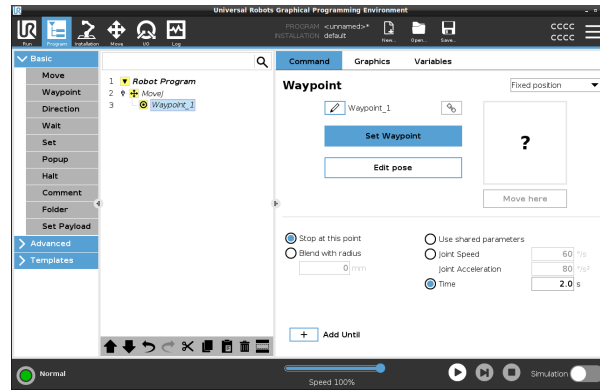 Universal Robots Graphical Programming Environment
UR
Run
Program
Installation
Move
I/O
Log
PROGRAM <unnamed>*
INSTALLATION default
New...
Open...
Save...
CCCC
CCCC
Basic
Move
Waypoint
Direction
Wait
Set
Popup
Halt
Comment
Folder
Set Payload
Advanced
Templates
1 Robot Program
2 MoveJ
3 Waypoint_1
Command Graphics Variables
Waypoint
Fixed position
Waypoint_1
Set Waypoint
Edit pose
?
Move here
Stop at this point
Blend with radius
0 mm
Use shared parameters
Joint Speed 60 °/s
Joint Acceleration 80 °/s²
Time 2.0 s
+ Add Until
Normal
Speed 100%
Simulation